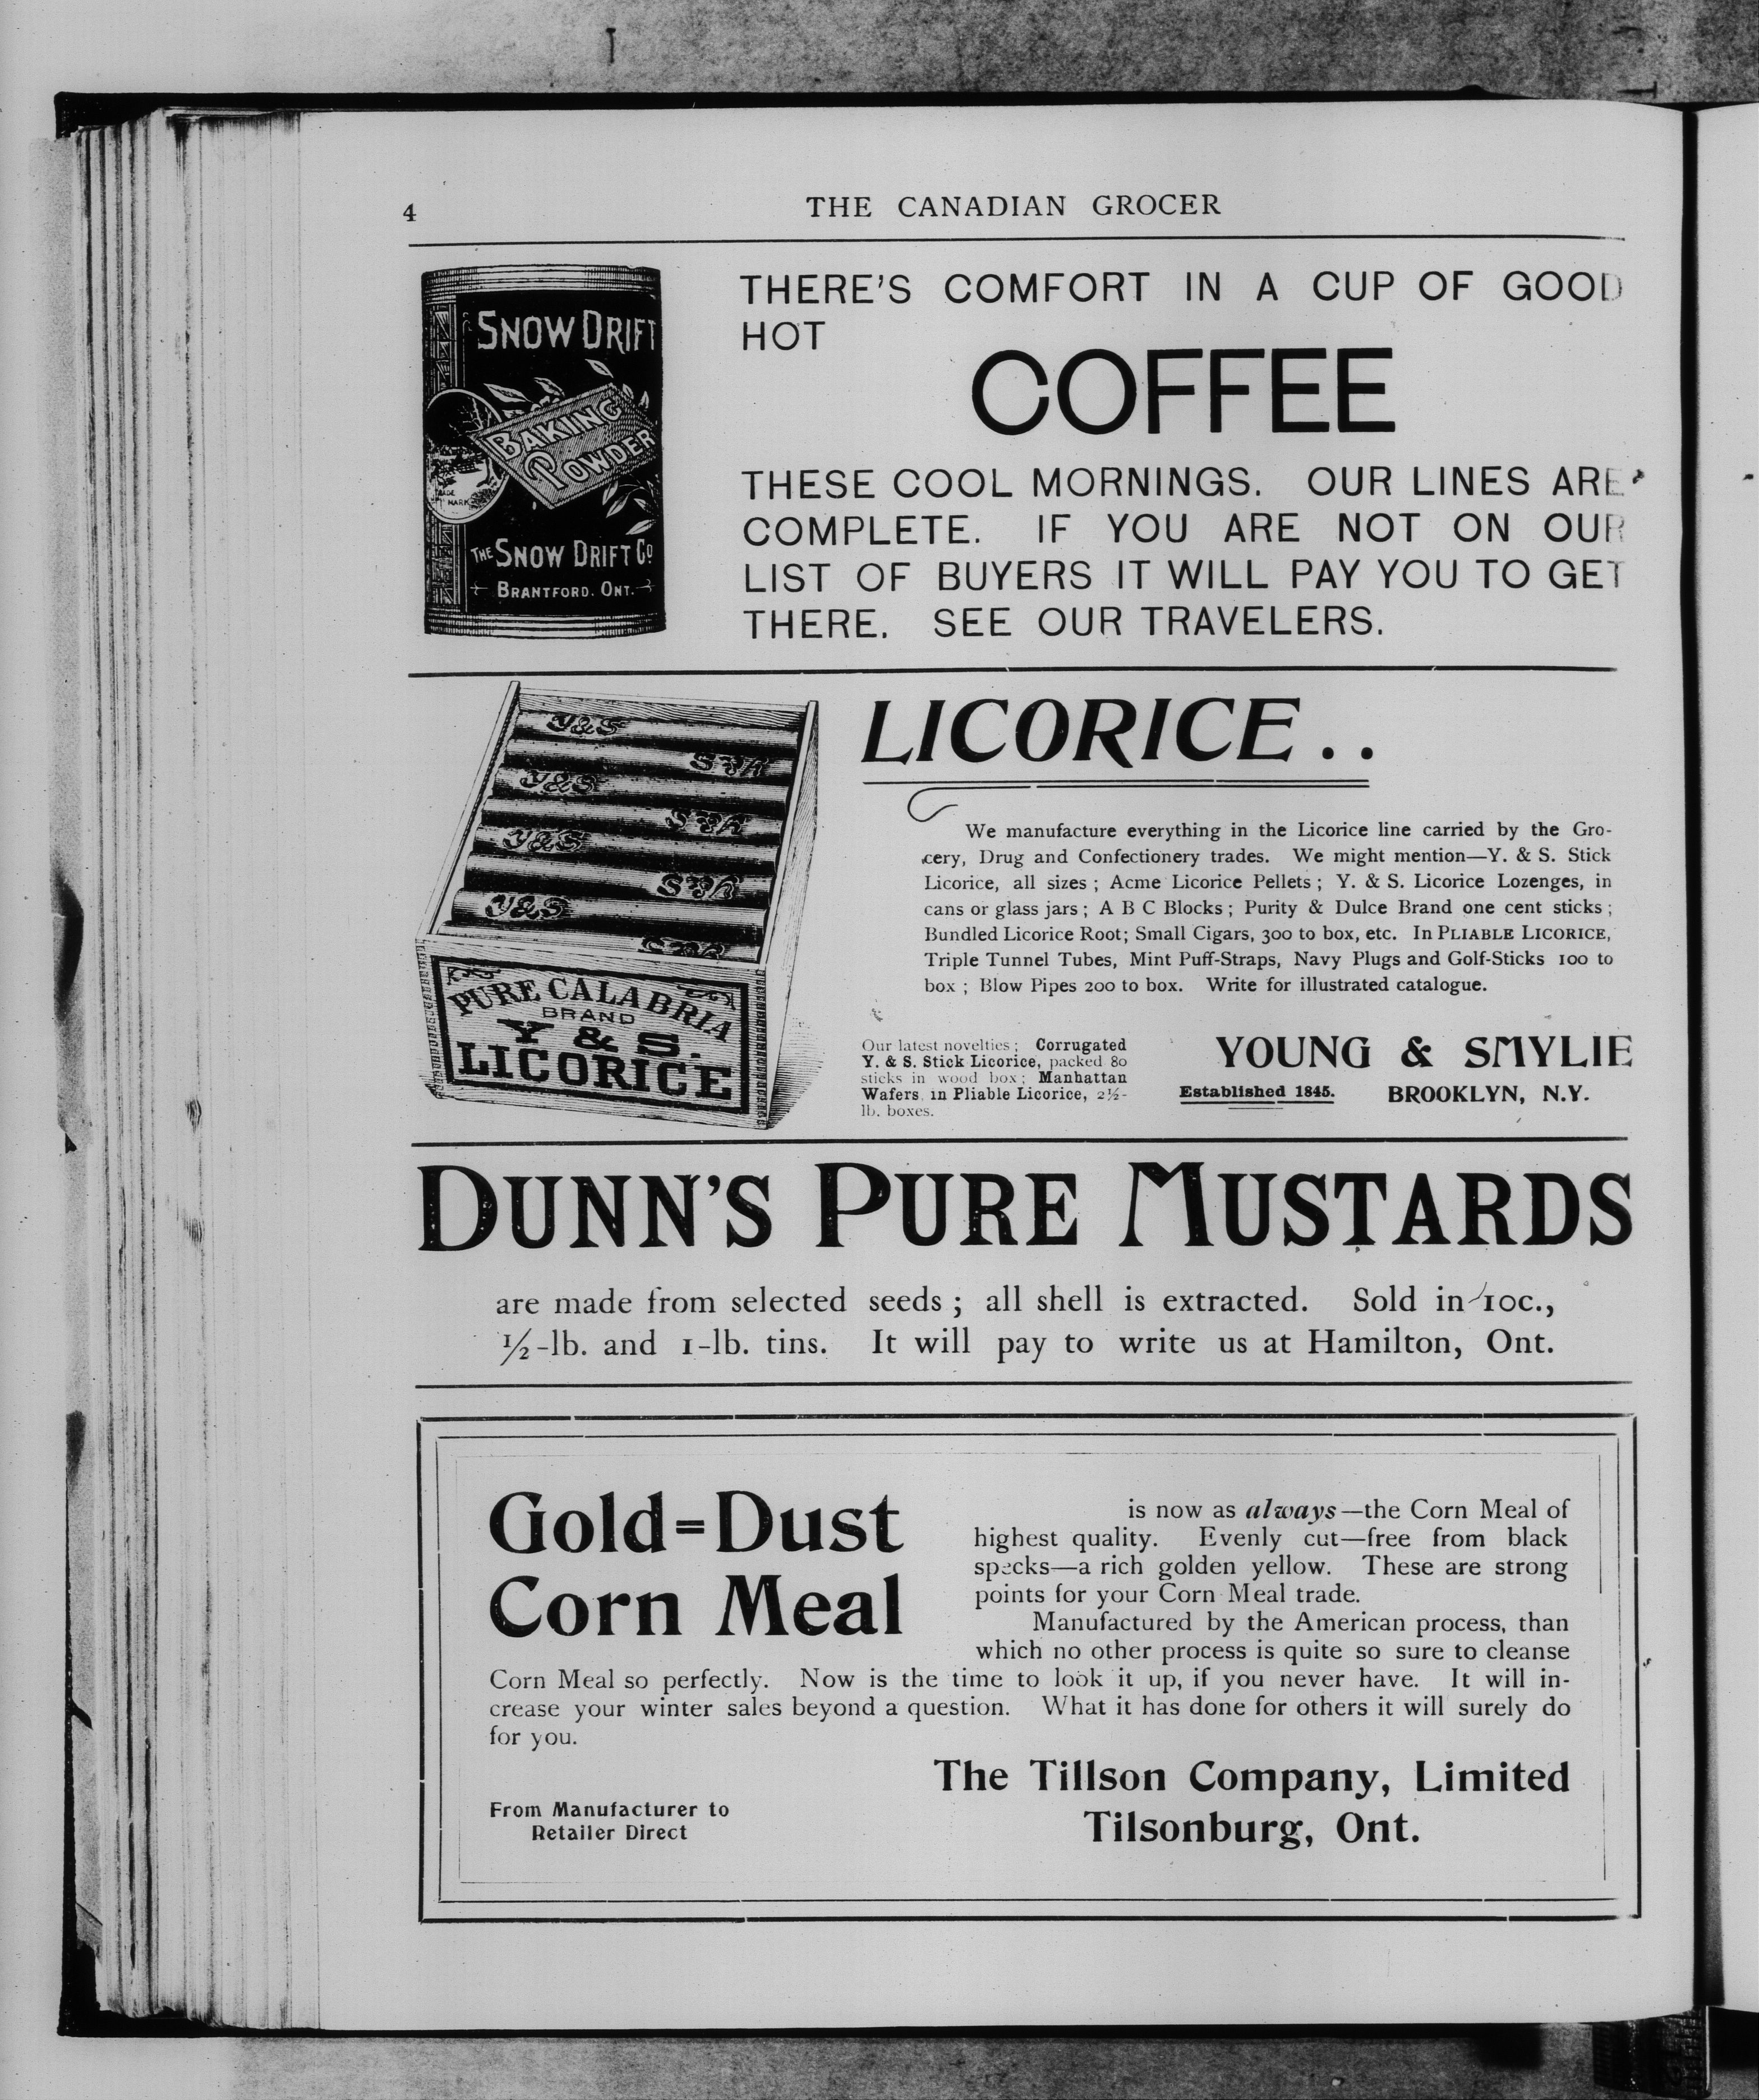 4
THE CANADIAN GROCER
SNOW DRIFT
BAKING
POWDER
TRADE
MARK
THE SNOW DRIFT CO.
BRANTFORD. ONT.
THERE'S COMFORT IN A CUP OF GOOD
HOT
COFFEE
THESE COOL MORNINGS. OUR LINES ARE
COMPLETE. IF YOU ARE NOT ON OUR
LIST OF BUYERS IT WILL PAY YOU TO GET
THERE. SEE OUR TRAVELERS.
Y&S
Y&S
Y&S
Y&S
Y&S
Y&S
Y&S
Y&S
PURE CALABRIA
BRAND
Y & S.
LICORICE
LICORICE..
We manufacture everything in the Licorice line carried by the Gro-
cery, Drug and Confectionery trades. We might mention—Y. & S. Stick
Licorice, all sizes; Acme Licorice Pellets; Y. & S. Licorice Lozenges, in
cans or glass jars; A B C Blocks; Purity & Dulce Brand one cent sticks;
Bundled Licorice Root; Small Cigars, 300 to box, etc. In PLIABLE LICORICE,
Triple Tunnel Tubes, Mint Puff-Straps, Navy Plugs and Golf-Sticks 100 to
box; Blow Pipes 200 to box. Write for illustrated catalogue.
Our latest novelties; Corrugated
Y. & S. Stick Licorice, packed 80
sticks in wood box; Manhattan
Wafers in Pliable Licorice, 2½-
lb. boxes.
YOUNG & SMYLIE
Established 1845. BROOKLYN, N.Y.
DUNN'S PURE MUSTARDS
are made from selected seeds; all shell is extracted. Sold in 10c.,
½-lb. and 1-lb. tins. It will pay to write us at Hamilton, Ont.
Gold=Dust
Corn Meal
is now as always—the Corn Meal of
highest quality. Evenly cut—free from black
specks—a rich golden yellow. These are strong
points for your Corn Meal trade.
Manufactured by the American process, than
which no other process is quite so sure to cleanse
Corn Meal so perfectly. Now is the time to look it up, if you never have. It will in-
crease your winter sales beyond a question. What it has done for others it will surely do
for you.
The Tillson Company, Limited
Tilsonburg, Ont.
From Manufacturer to
Retailer Direct